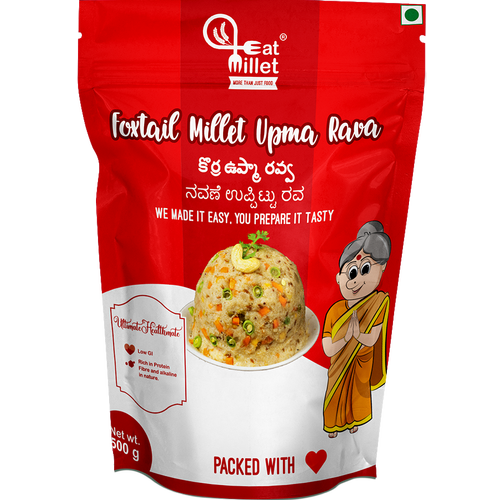 Eat
Millet
®
MORE THAN JUST FOOD
Foxtail Millet Upma Rava
కొర్ర ఉప్మా రవ్వ
ನವಣೆ ಉಪ್ಪಿಟ್ಟು ರವ
WE MADE IT EASY, YOU PREPARE IT TASTY
Ultimate Healthmate
Low GI
Rich in Protein
Fibre and alkaline
in nature.
Net wt.
500 g
PACKED WITH